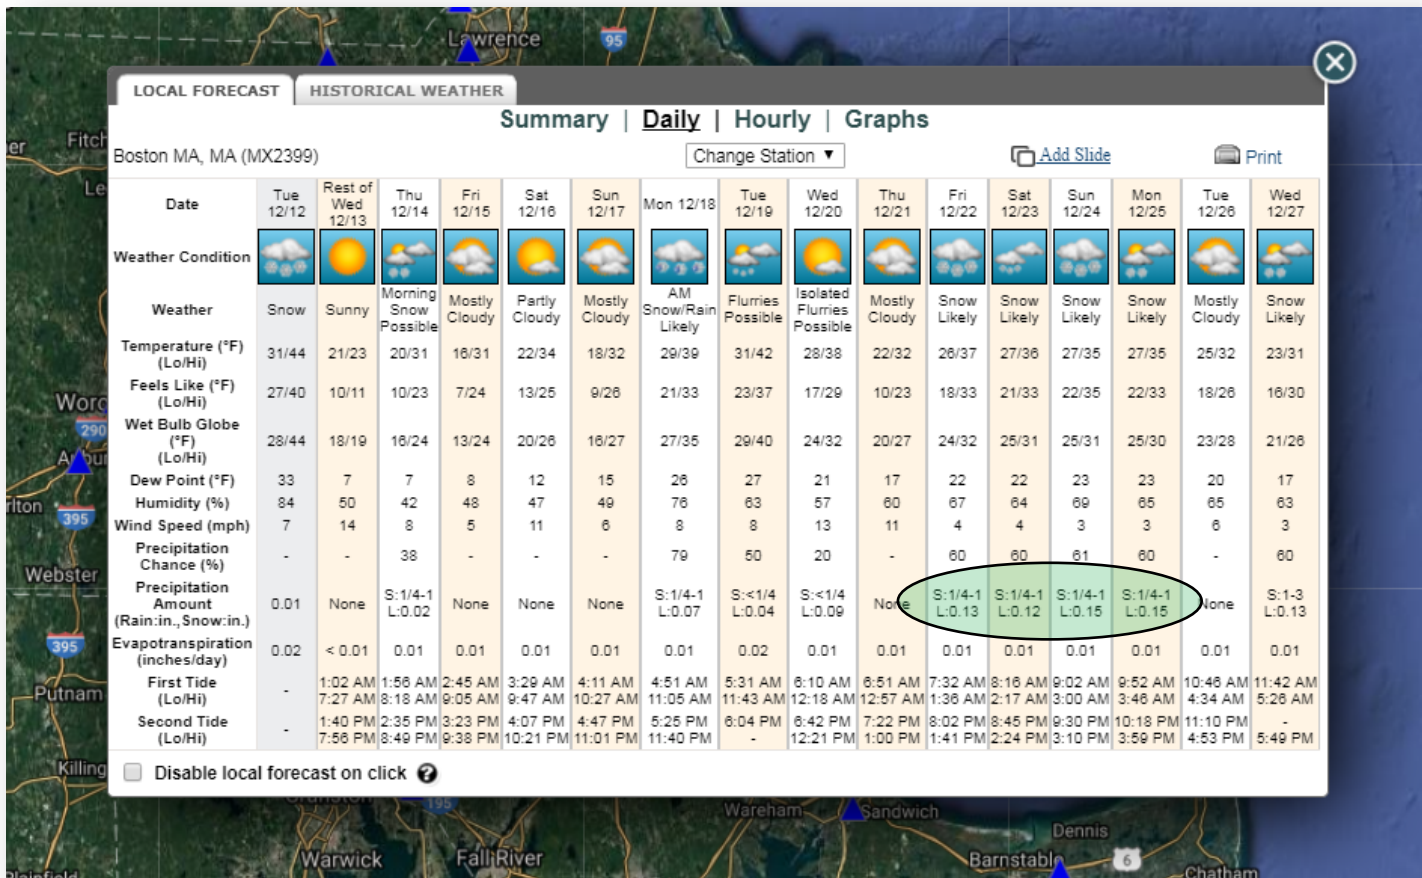 Lawrence
95
LOCAL FORECAST
HISTORICAL WEATHER
Summary | Daily | Hourly | Graphs
Boston MA, MA (MX2399)
Change Station ▼
Add Slide
Print
Fitch
er
Le
Date
Tue 12/12
Rest of Wed 12/13
Thu 12/14
Fri 12/15
Sat 12/16
Sun 12/17
Mon 12/18
Tue 12/19
Wed 12/20
Thu 12/21
Fri 12/22
Sat 12/23
Sun 12/24
Mon 12/25
Tue 12/26
Wed 12/27
Weather Condition
Weather
Snow
Sunny
Morning Snow Possible
Mostly Cloudy
Partly Cloudy
Mostly Cloudy
AM Snow/Rain Likely
Flurries Possible
Isolated Flurries Possible
Mostly Cloudy
Snow Likely
Snow Likely
Snow Likely
Snow Likely
Mostly Cloudy
Snow Likely
Temperature (°F) (Lo/Hi)
31/44 21/23 20/31 16/31 22/34 18/32 29/39 31/42 28/38 22/32 26/37 27/36 27/35 27/35 25/32 23/31
Feels Like (°F) (Lo/Hi)
27/40 10/11 10/23 7/24 13/25 9/26 21/33 23/37 17/29 10/23 18/33 21/33 22/35 22/33 18/26 16/30
Worc
290
Wet Bulb Globe (°F) (Lo/Hi)
28/44 18/19 16/24 13/24 20/26 16/27 27/35 29/40 24/32 20/27 24/32 25/31 25/31 25/30 23/28 21/26
Dew Point (°F)
33 7 7 8 12 15 26 27 21 17 22 22 23 23 20 17
Humidity (%)
84 50 42 48 47 49 76 63 57 60 67 64 69 65 65 63
rlton
395
Wind Speed (mph)
7 14 8 5 11 6 8 8 13 11 4 4 3 3 6 3
Precipitation Chance (%)
- - 38 - - - 79 50 20 - 60 60 61 60 - 60
Webster
Precipitation Amount (Rain:in.,Snow:in.)
0.01
None
S:1/4-1 L:0.02
None
None
None
S:1/4-1 L:0.07
S:<1/4 L:0.04
S:<1/4 L:0.09
None
S:1/4-1 L:0.13
S:1/4-1 L:0.12
S:1/4-1 L:0.15
S:1/4-1 L:0.15
None
S:1-3 L:0.13
395
Evapotranspiration (inches/day)
0.02 < 0.01 0.01 0.01 0.01 0.01 0.01 0.02 0.01 0.01 0.01 0.01 0.01 0.01 0.01 0.01
Putnam
First Tide (Lo/Hi)
- 1:02 AM 1:56 AM 2:45 AM 3:29 AM 4:11 AM 4:51 AM 5:31 AM 6:10 AM 6:51 AM 7:32 AM 8:16 AM 9:02 AM 9:52 AM 10:46 AM 11:42 AM
7:27 AM 8:18 AM 9:05 AM 9:47 AM 10:27 AM 11:05 AM 11:43 AM 12:18 AM 12:57 AM 1:36 AM 2:17 AM 3:00 AM 3:46 AM 4:34 AM 5:26 AM
Second Tide (Lo/Hi)
- 1:40 PM 2:35 PM 3:23 PM 4:07 PM 4:47 PM 5:25 PM 6:04 PM 6:42 PM 7:22 PM 8:02 PM 8:45 PM 9:30 PM 10:18 PM 11:10 PM -
7:56 PM 8:49 PM 9:38 PM 10:21 PM 11:01 PM 11:40 PM - 12:21 PM 1:00 PM 1:41 PM 2:24 PM 3:10 PM 3:59 PM 4:53 PM 5:49 PM
Killing
Disable local forecast on click ?
195
Wareham
Sandwich
Dennis
Warwick
Fall River
Barnstable
6
Chatham